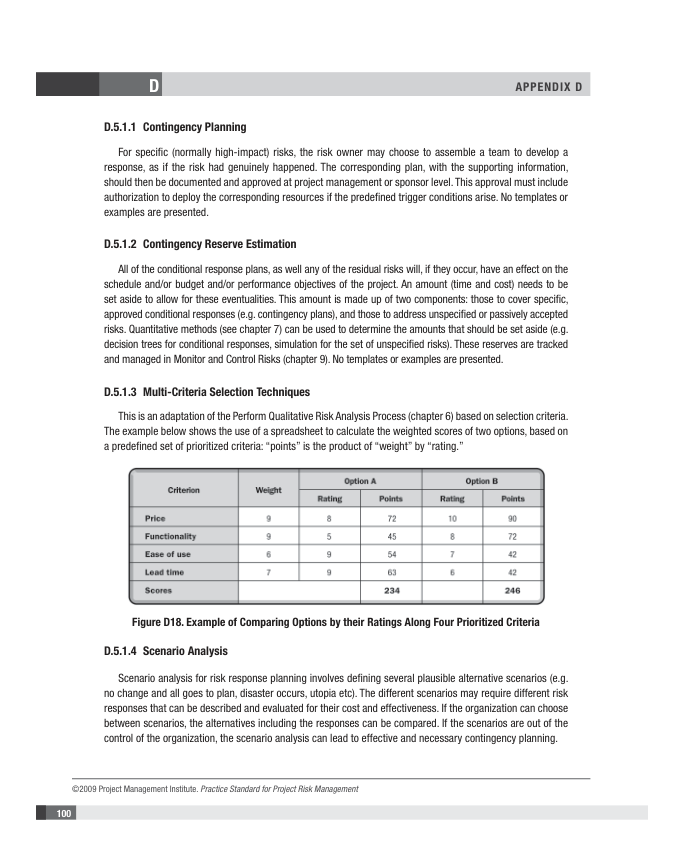 D
APPENDIX D
D.5.1.1 Contingency Planning
For specific (normally high-impact) risks, the risk owner may choose to assemble a team to develop a
response, as if the risk had genuinely happened. The corresponding plan, with the supporting information,
should then be documented and approved at project management or sponsor level. This approval must include
authorization to deploy the corresponding resources if the predefined trigger conditions arise. No templates or
examples are presented.
D.5.1.2 Contingency Reserve Estimation
All of the conditional response plans, as well any of the residual risks will, if they occur, have an effect on the
schedule and/or budget and/or performance objectives of the project. An amount (time and cost) needs to be
set aside to allow for these eventualities. This amount is made up of two components: those to cover specific,
approved conditional responses (e.g. contingency plans), and those to address unspecified or passively accepted
risks. Quantitative methods (see chapter 7) can be used to determine the amounts that should be set aside (e.g.
decision trees for conditional responses, simulation for the set of unspecified risks). These reserves are tracked
and managed in Monitor and Control Risks (chapter 9). No templates or examples are presented.
D.5.1.3 Multi-Criteria Selection Techniques
This is an adaptation of the Perform Qualitative Risk Analysis Process (chapter 6) based on selection criteria.
The example below shows the use of a spreadsheet to calculate the weighted scores of two options, based on
a predefined set of prioritized criteria: “points” is the product of “weight” by “rating.”
Criterion Weight Option A Option B
Rating Points Rating Points
Price 9 8 72 10 90
Functionality 9 5 45 8 72
Ease of use 6 9 54 7 42
Lead time 7 9 63 6 42
Scores 234 246
Figure D18. Example of Comparing Options by their Ratings Along Four Prioritized Criteria
D.5.1.4 Scenario Analysis
Scenario analysis for risk response planning involves defining several plausible alternative scenarios (e.g.
no change and all goes to plan, disaster occurs, utopia etc). The different scenarios may require different risk
responses that can be described and evaluated for their cost and effectiveness. If the organization can choose
between scenarios, the alternatives including the responses can be compared. If the scenarios are out of the
control of the organization, the scenario analysis can lead to effective and necessary contingency planning.
©2009 Project Management Institute. Practice Standard for Project Risk Management
100